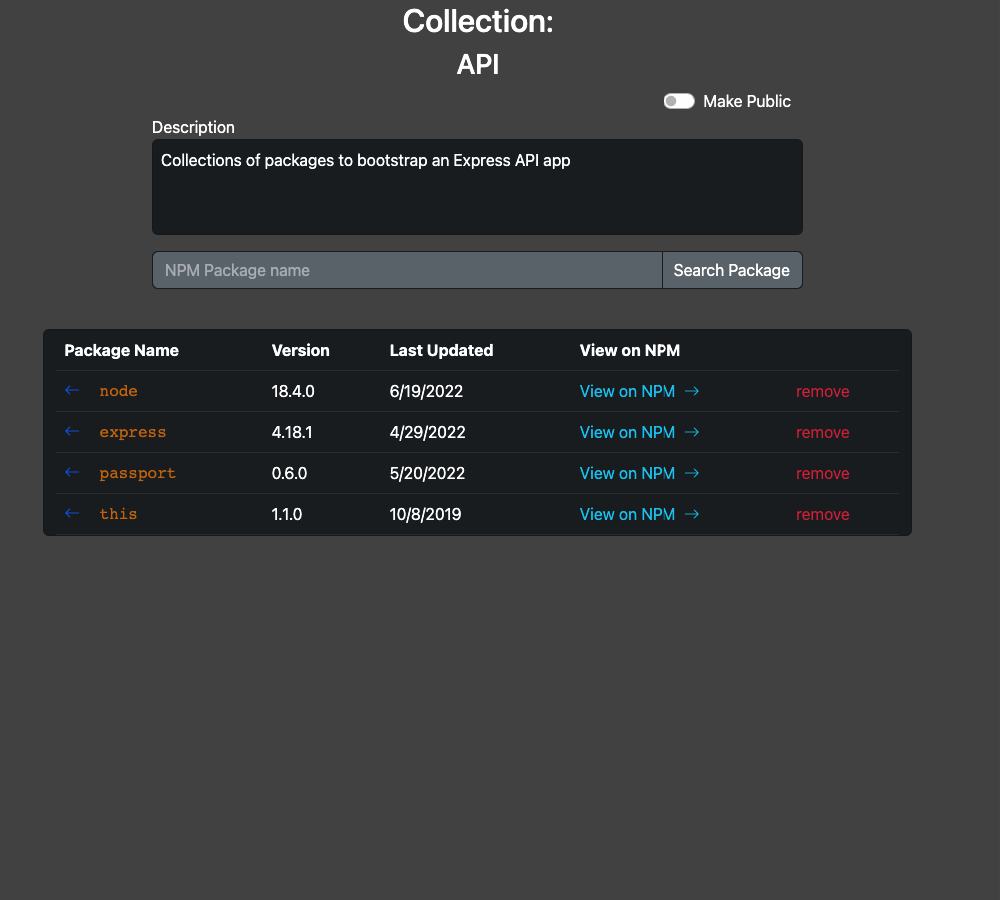 Collection:
API
Make Public
Description
Collections of packages to bootstrap an Express API app
NPM Package name Search Package
Package Name Version Last Updated View on NPM
← node 18.4.0 6/19/2022 View on NPM → remove
← express 4.18.1 4/29/2022 View on NPM → remove
← passport 0.6.0 5/20/2022 View on NPM → remove
← this 1.1.0 10/8/2019 View on NPM → remove